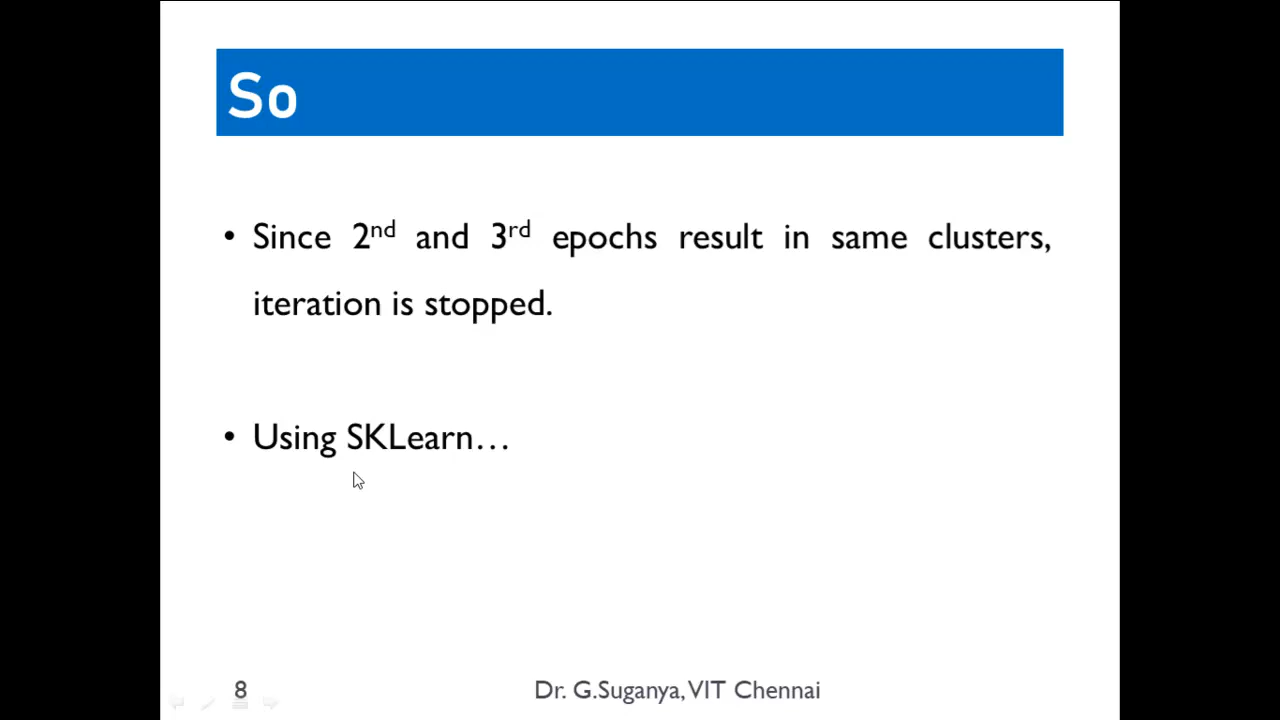 So
• Since 2nd and 3rd epochs result in same clusters,
iteration is stopped.
• Using SKLearn…
8
Dr. G.Suganya, VIT Chennai